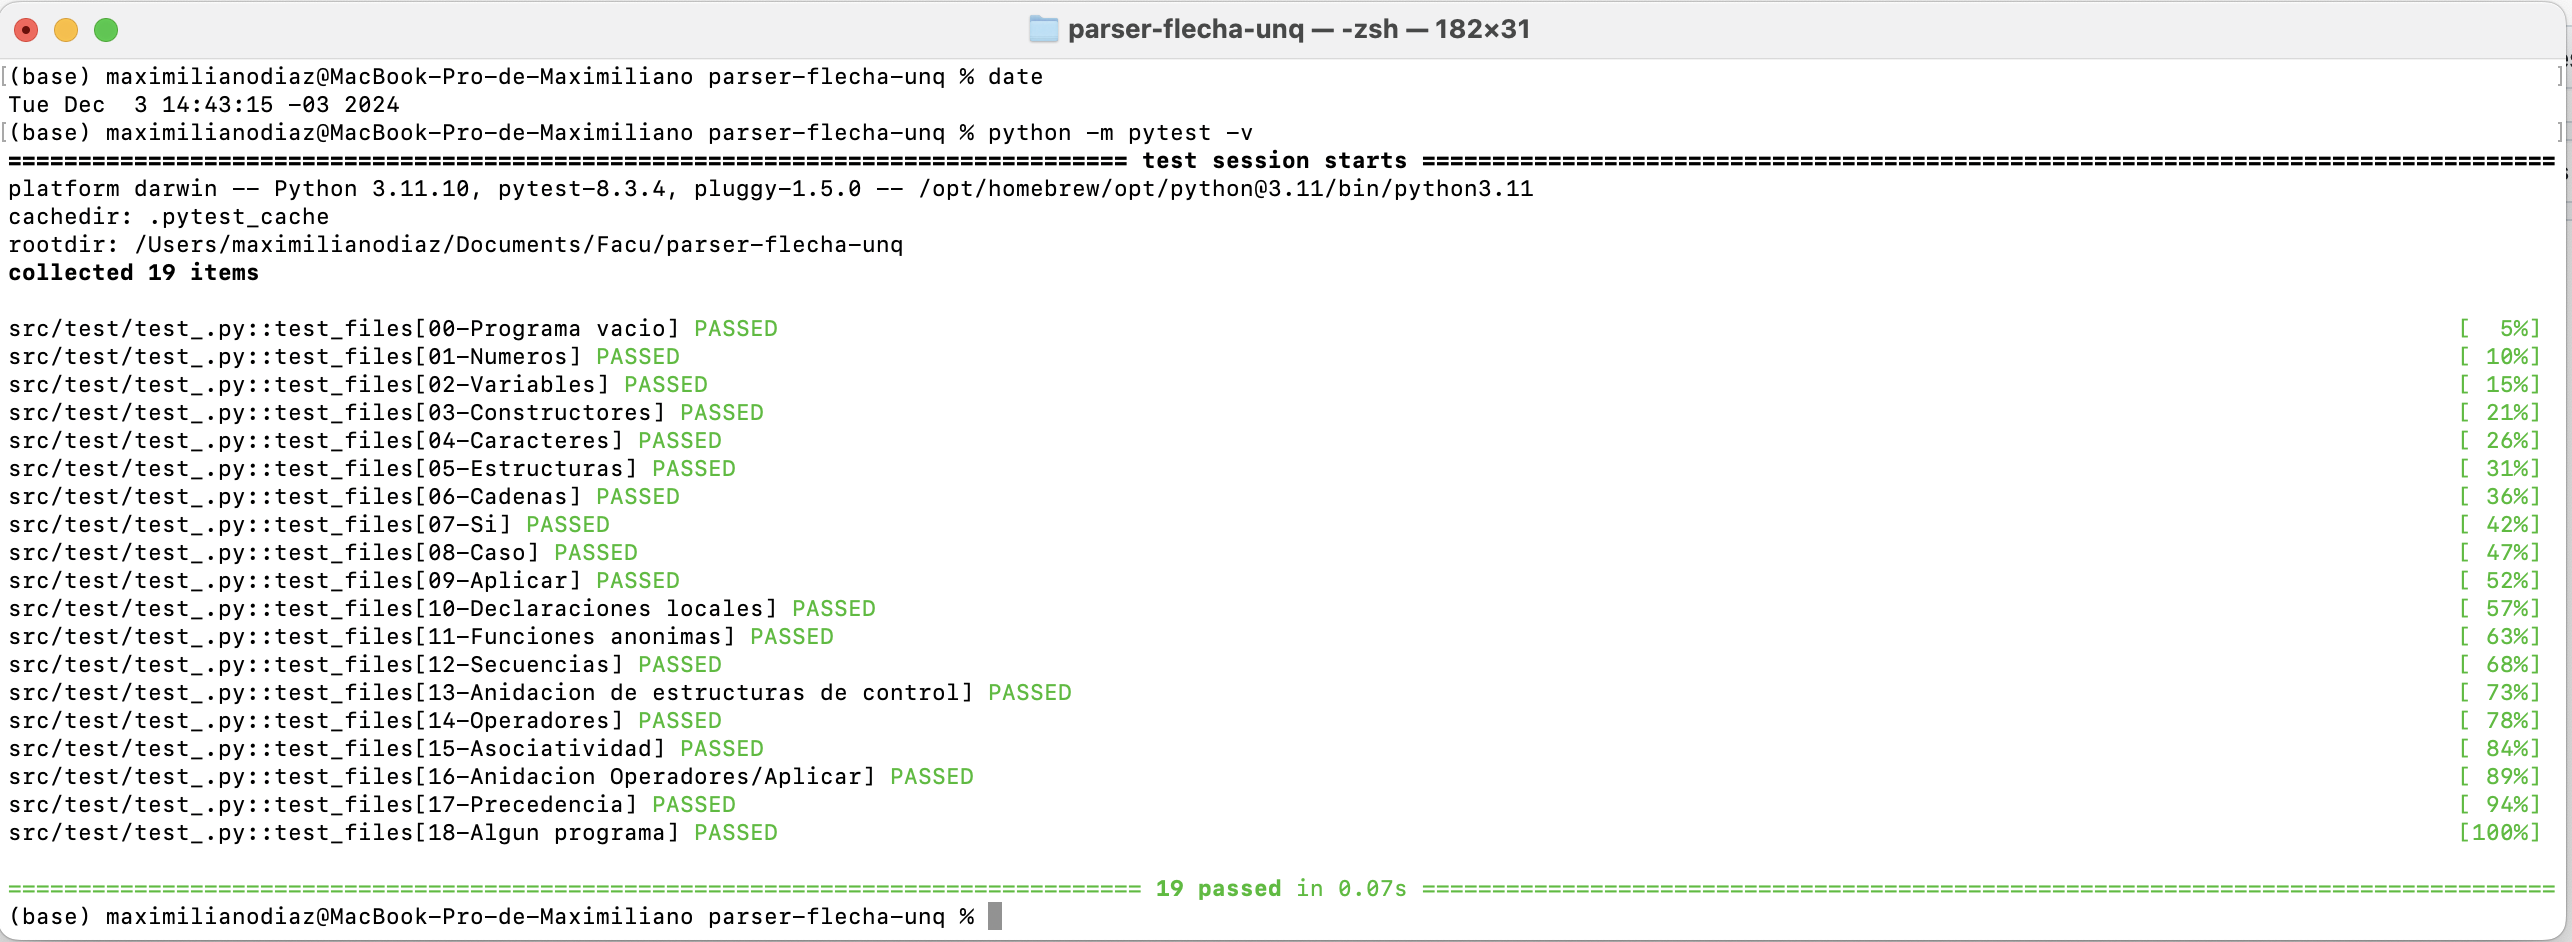 parser-flecha-unq — -zsh — 182×31
(base) maximilianodiaz@MacBook-Pro-de-Maximiliano parser-flecha-unq % date
Tue Dec  3 14:43:15 -03 2024
(base) maximilianodiaz@MacBook-Pro-de-Maximiliano parser-flecha-unq % python -m pytest -v
================================================================================ test session starts =================================================================================
platform darwin -- Python 3.11.10, pytest-8.3.4, pluggy-1.5.0 -- /opt/homebrew/opt/python@3.11/bin/python3.11
cachedir: .pytest_cache
rootdir: /Users/maximilianodiaz/Documents/Facu/parser-flecha-unq
collected 19 items
src/test/test_.py::test_files[00-Programa vacio] PASSED [  5%]
src/test/test_.py::test_files[01-Numeros] PASSED [ 10%]
src/test/test_.py::test_files[02-Variables] PASSED [ 15%]
src/test/test_.py::test_files[03-Constructores] PASSED [ 21%]
src/test/test_.py::test_files[04-Caracteres] PASSED [ 26%]
src/test/test_.py::test_files[05-Estructuras] PASSED [ 31%]
src/test/test_.py::test_files[06-Cadenas] PASSED [ 36%]
src/test/test_.py::test_files[07-Si] PASSED [ 42%]
src/test/test_.py::test_files[08-Caso] PASSED [ 47%]
src/test/test_.py::test_files[09-Aplicar] PASSED [ 52%]
src/test/test_.py::test_files[10-Declaraciones locales] PASSED [ 57%]
src/test/test_.py::test_files[11-Funciones anonimas] PASSED [ 63%]
src/test/test_.py::test_files[12-Secuencias] PASSED [ 68%]
src/test/test_.py::test_files[13-Anidacion de estructuras de control] PASSED [ 73%]
src/test/test_.py::test_files[14-Operadores] PASSED [ 78%]
src/test/test_.py::test_files[15-Asociatividad] PASSED [ 84%]
src/test/test_.py::test_files[16-Anidacion Operadores/Aplicar] PASSED [ 89%]
src/test/test_.py::test_files[17-Precedencia] PASSED [ 94%]
src/test/test_.py::test_files[18-Algun programa] PASSED [100%]
================================================================================= 19 passed in 0.07s =================================================================================
(base) maximilianodiaz@MacBook-Pro-de-Maximiliano parser-flecha-unq %